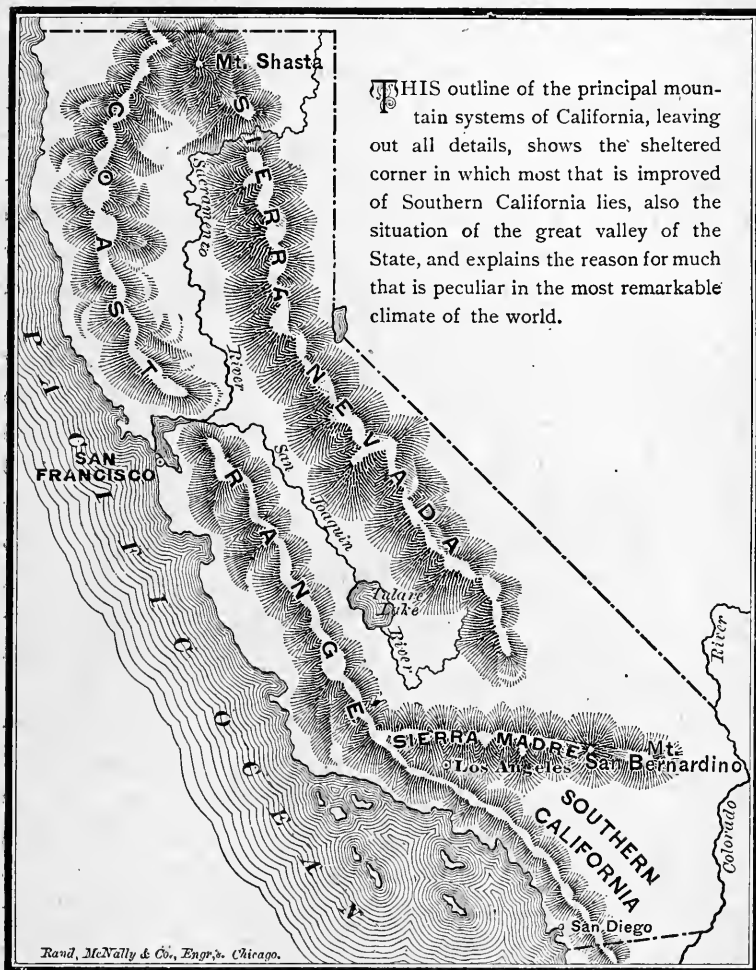 Mt. Shasta
THIS outline of the principal moun-
tain systems of California, leaving
out all details, shows the sheltered
corner in which most that is improved
of Southern California lies, also the
situation of the great valley of the
State, and explains the reason for much
that is peculiar in the most remarkable
climate of the world.
COAST
RANGE
SIERRA NEVADA
Sacramento
River
PACIFIC OCEAN
SAN
FRANCISCO
San
Joaquin
River
Tulare
Lake
River
SIERRA MADRE
Mt.
San Bernardino
Los Angeles
SOUTHERN
CALIFORNIA
Colorado
San Diego
Rand, McNally & Co., Engr's. Chicago.